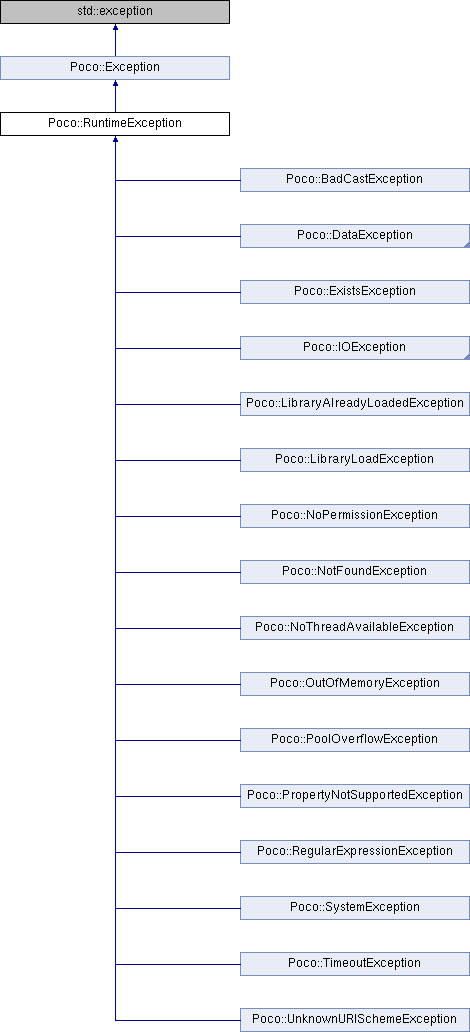 std::exception
Poco::Exception
Poco::RuntimeException
Poco::BadCastException
Poco::DataException
Poco::ExistsException
Poco::IOException
Poco::LibraryAlreadyLoadedException
Poco::LibraryLoadException
Poco::NoPermissionException
Poco::NotFoundException
Poco::NoThreadAvailableException
Poco::OutOfMemoryException
Poco::PoolOverflowException
Poco::PropertyNotSupportedException
Poco::RegularExpressionException
Poco::SystemException
Poco::TimeoutException
Poco::UnknownURISchemeException